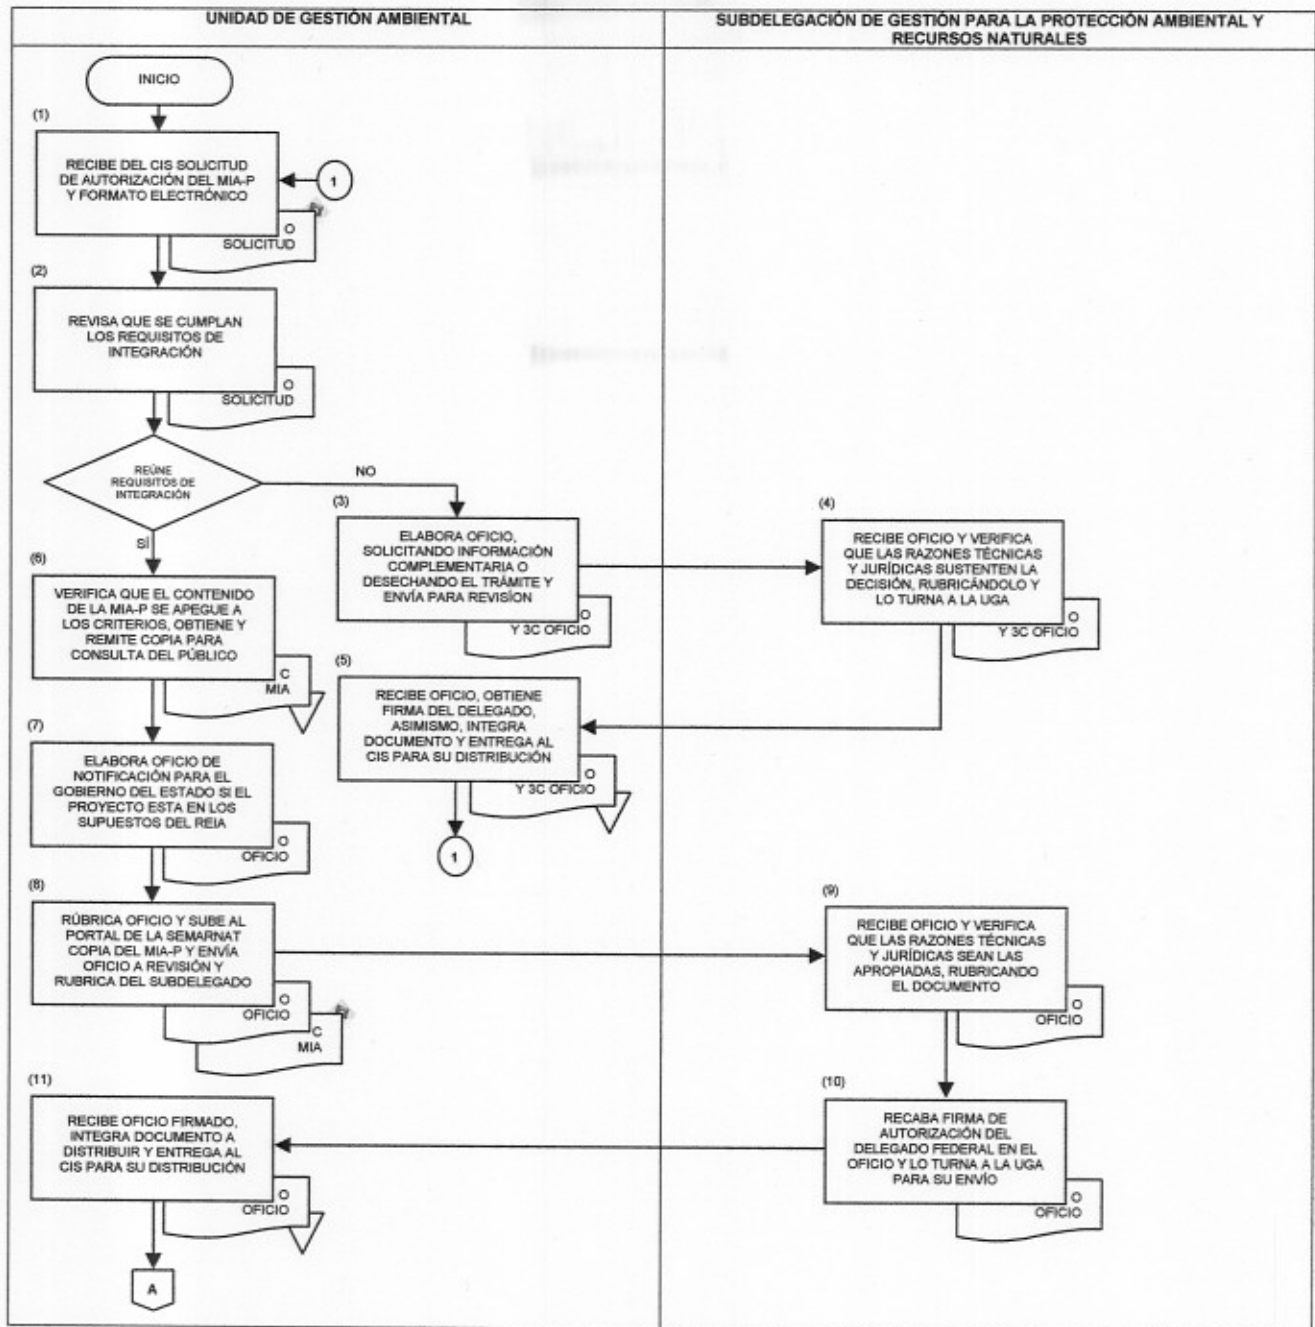 UNIDAD DE GESTIÓN AMBIENTAL
SUBDELEGACIÓN DE GESTIÓN PARA LA PROTECCIÓN AMBIENTAL Y
RECURSOS NATURALES
INICIO
(1)
RECIBE DEL CIS SOLICITUD
DE AUTORIZACIÓN DEL MIA-P
Y FORMATO ELECTRÓNICO
1
O
SOLICITUD
(2)
REVISA QUE SE CUMPLAN
LOS REQUISITOS DE
INTEGRACIÓN
O
SOLICITUD
REÚNE
REQUISITOS DE
INTEGRACIÓN
NO
SÍ
(3)
ELABORA OFICIO,
SOLICITANDO INFORMACIÓN
COMPLEMENTARIA O
DESECHANDO EL TRÁMITE Y
ENVÍA PARA REVISÍON
O
Y 3C OFICIO
(4)
RECIBE OFICIO Y VERIFICA
QUE LAS RAZONES TÉCNICAS
Y JURÍDICAS SUSTENTEN LA
DECISIÓN, RUBRICÁNDOLO Y
LO TURNA A LA UGA
O
Y 3C OFICIO
(6)
VERIFICA QUE EL CONTENIDO
DE LA MIA-P SE APEGUE A
LOS CRITERIOS, OBTIENE Y
REMITE COPIA PARA
CONSULTA DEL PÚBLICO
C
MIA
(5)
RECIBE OFICIO, OBTIENE
FIRMA DEL DELEGADO,
ASIMISMO, INTEGRA
DOCUMENTO Y ENTREGA AL
CIS PARA SU DISTRIBUCIÓN
O
Y 3C OFICIO
1
(7)
ELABORA OFICIO DE
NOTIFICACIÓN PARA EL
GOBIERNO DEL ESTADO SI EL
PROYECTO ESTA EN LOS
SUPUESTOS DEL REIA
O
OFICIO
(8)
RÚBRICA OFICIO Y SUBE AL
PORTAL DE LA SEMARNAT
COPIA DEL MIA-P Y ENVÍA
OFICIO A REVISIÓN Y
RUBRICA DEL SUBDELEGADO
O
OFICIO
C
MIA
(9)
RECIBE OFICIO Y VERIFICA
QUE LAS RAZONES TÉCNICAS
Y JURÍDICAS SEAN LAS
APROPIADAS, RUBRICANDO
EL DOCUMENTO
O
OFICIO
(10)
RECABA FIRMA DE
AUTORIZACIÓN DEL
DELEGADO FEDERAL EN EL
OFICIO Y LO TURNA A LA UGA
PARA SU ENVÍO
O
OFICIO
(11)
RECIBE OFICIO FIRMADO,
INTEGRA DOCUMENTO A
DISTRIBUIR Y ENTREGA AL
CIS PARA SU DISTRIBUCIÓN
O
OFICIO
A